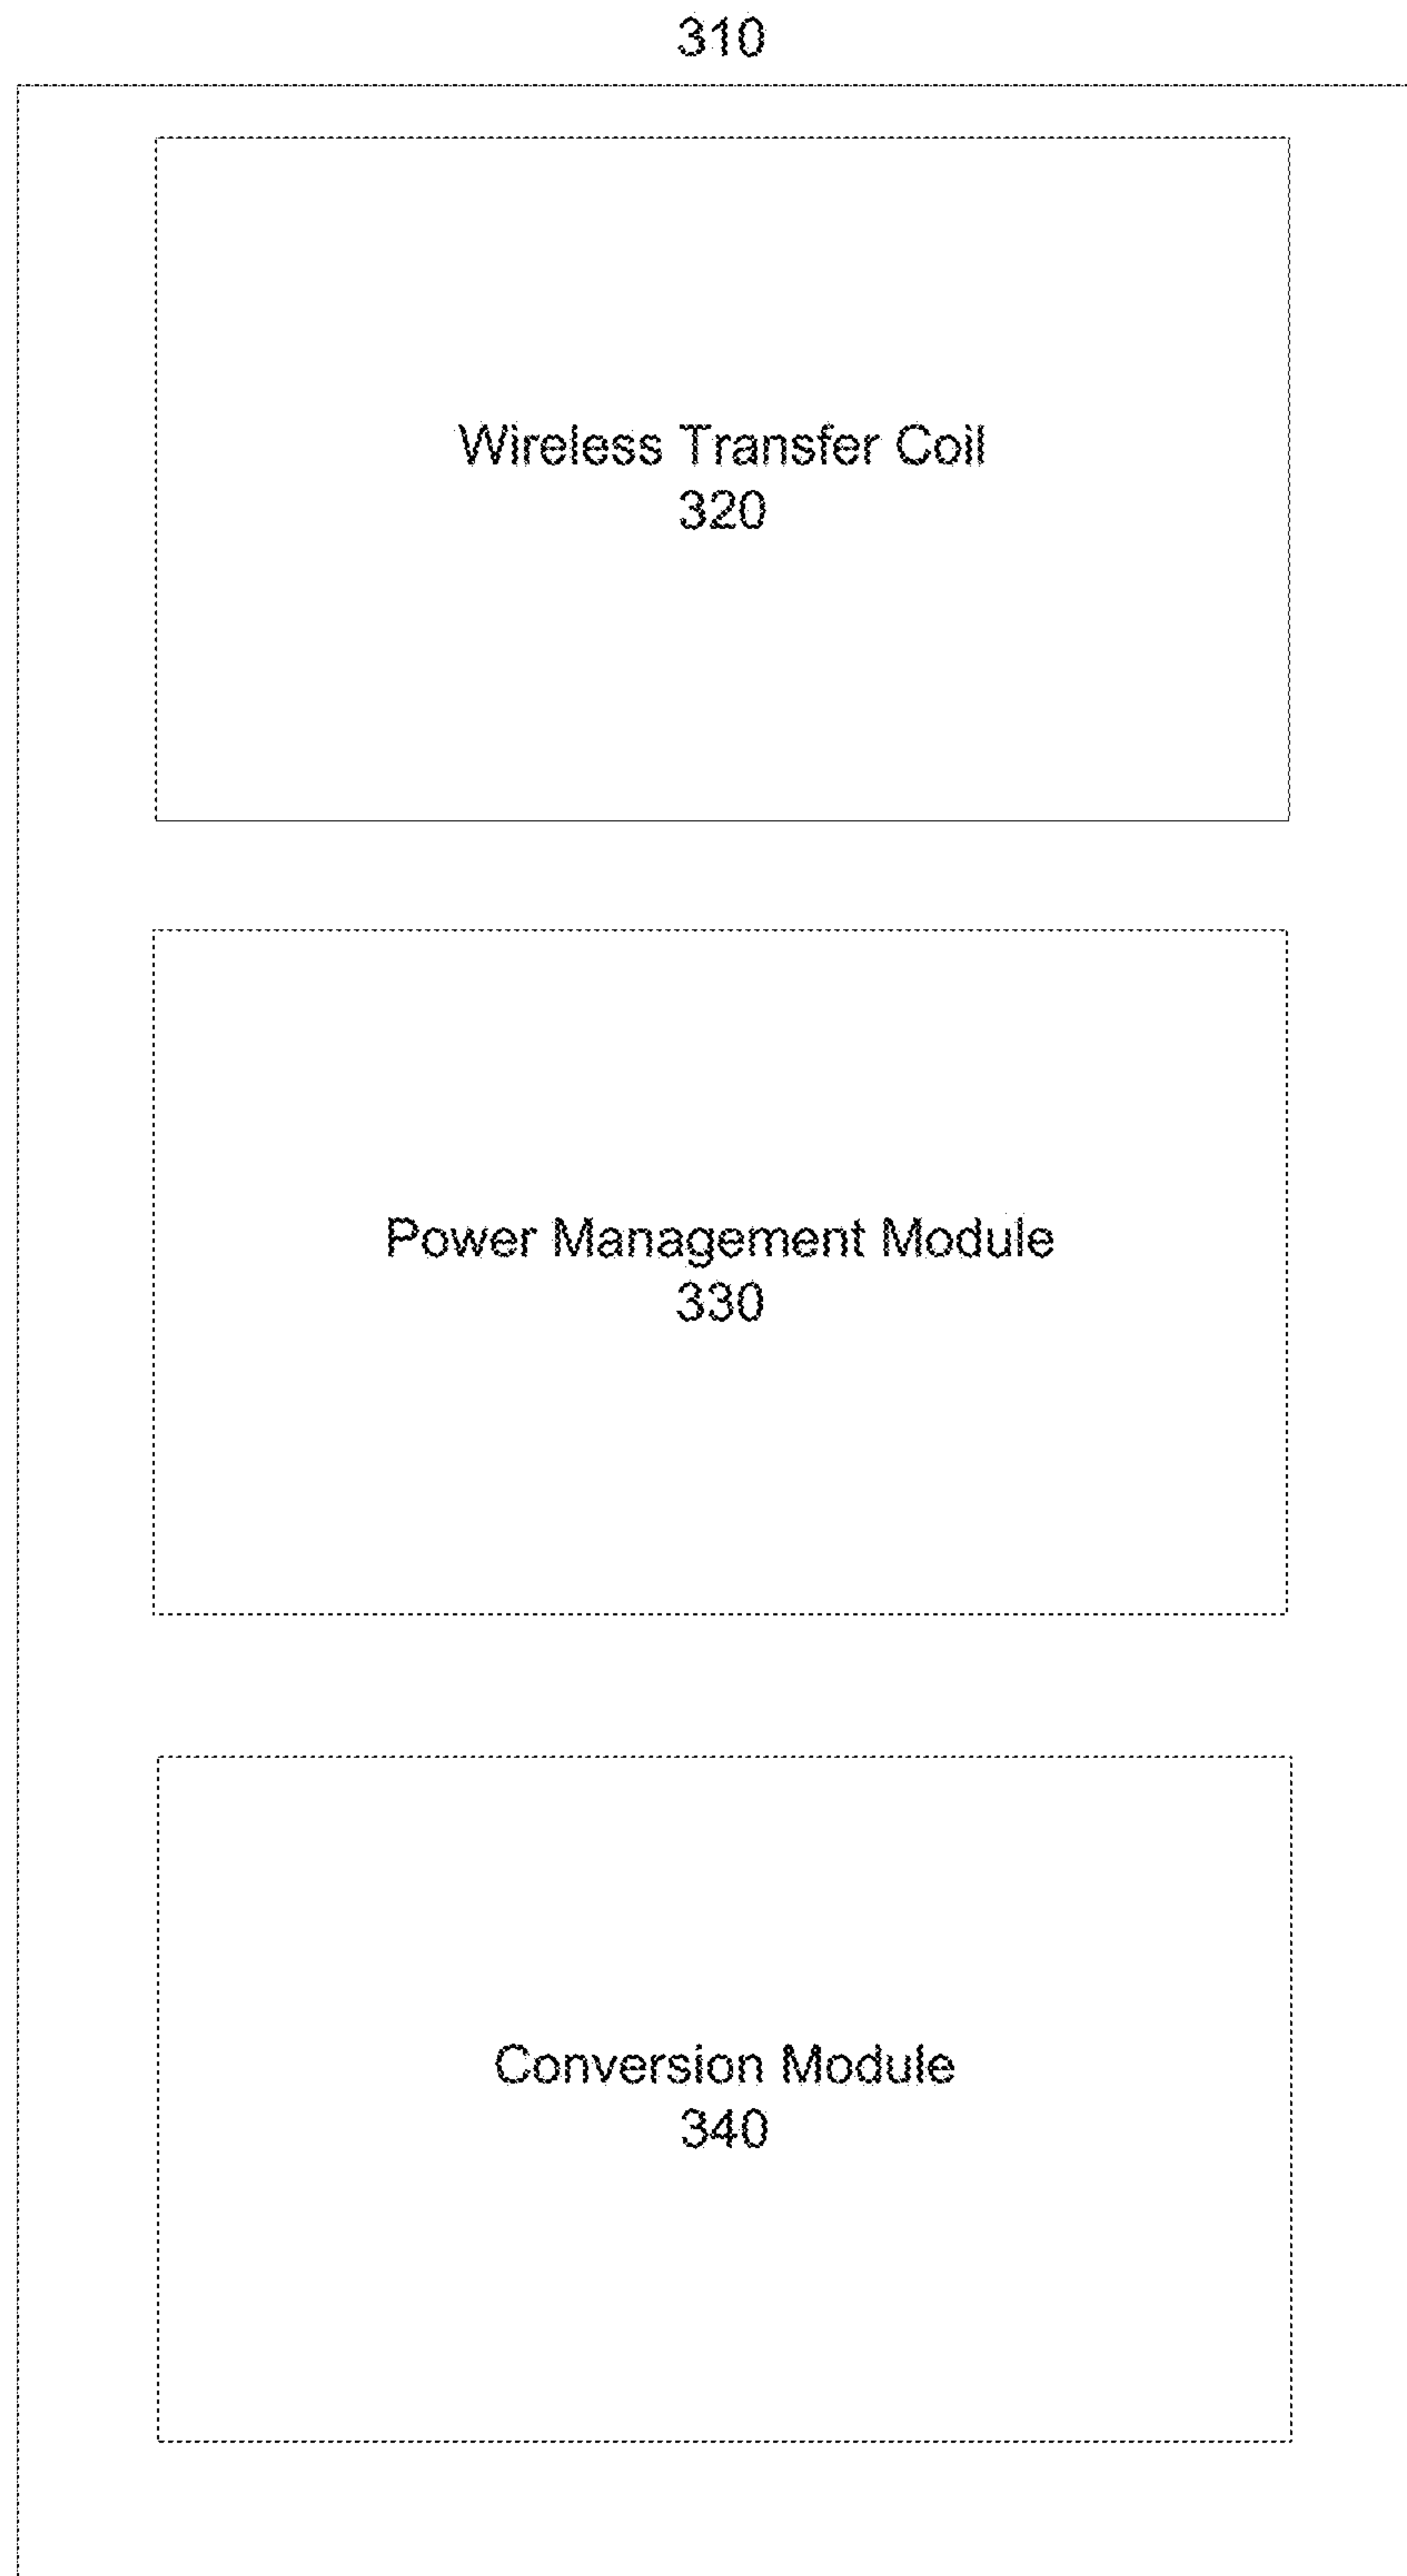 310
Wireless Transfer Coil
320
Power Management Module
330
Conversion Module
340